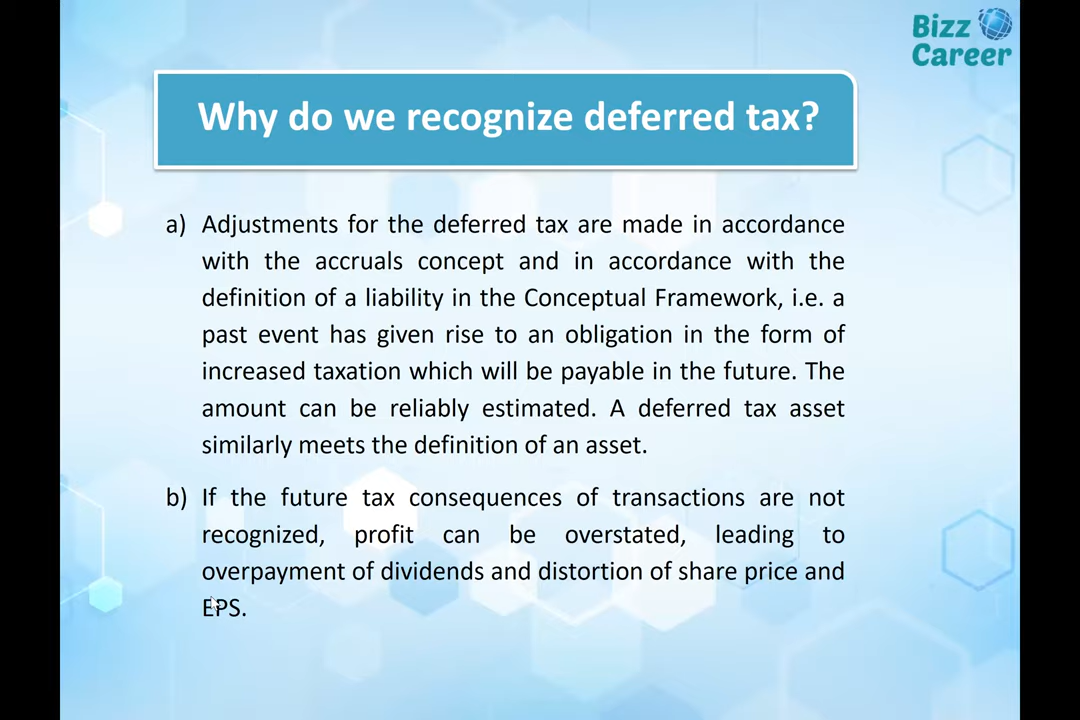 Bizz
Career
Why do we recognize deferred tax?
a) Adjustments for the deferred tax are made in accordance
with the accruals concept and in accordance with the
definition of a liability in the Conceptual Framework, i.e. a
past event has given rise to an obligation in the form of
increased taxation which will be payable in the future. The
amount can be reliably estimated. A deferred tax asset
similarly meets the definition of an asset.
b) If the future tax consequences of transactions are not
recognized, profit can be overstated, leading to
overpayment of dividends and distortion of share price and
EPS.